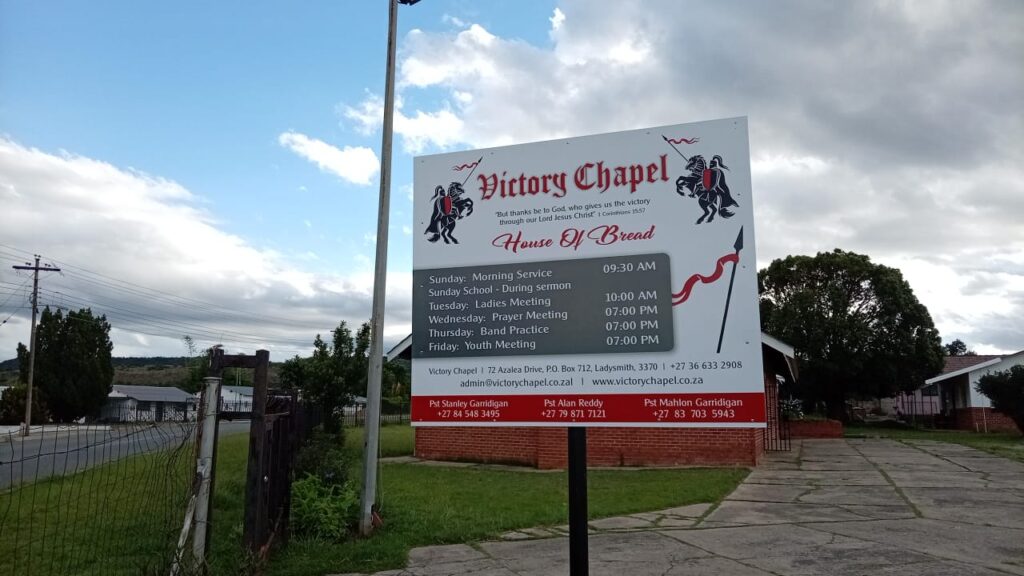 Victory Chapel
"But thanks be to God, who gives us the victory
through our Lord Jesus Christ" 1 Corinthians 15:57
House Of Bread
Sunday: Morning Service 09:30 AM
Sunday School - During sermon
Tuesday: Ladies Meeting 10:00 AM
Wednesday: Prayer Meeting 07:00 PM
Thursday: Band Practice 07:00 PM
Friday: Youth Meeting 07:00 PM
Victory Chapel | 72 Azalea Drive, P.O. Box 712, Ladysmith, 3370 | +27 36 633 2908
admin@victorychapel.co.zal | www.victorychapel.co.za
Pst Stanley Garridigan Pst Alan Reddy Pst Mahlon Garridigan
+27 84 548 3495 +27 79 871 7121 +27 83 703 5943